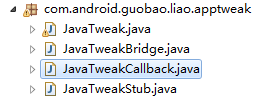 com.android.guobao.liao.apptweak
JavaTweak.java
JavaTweakBridge.java
JavaTweakCallback.java
JavaTweakStub.java